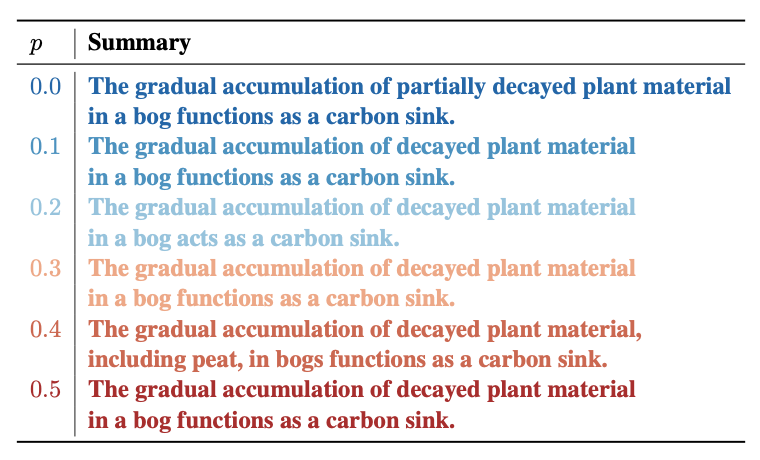 p Summary
0.0 The gradual accumulation of partially decayed plant material
in a bog functions as a carbon sink.
0.1 The gradual accumulation of decayed plant material
in a bog functions as a carbon sink.
0.2 The gradual accumulation of decayed plant material
in a bog acts as a carbon sink.
0.3 The gradual accumulation of decayed plant material
in a bog functions as a carbon sink.
0.4 The gradual accumulation of decayed plant material,
including peat, in bogs functions as a carbon sink.
0.5 The gradual accumulation of decayed plant material
in a bog functions as a carbon sink.